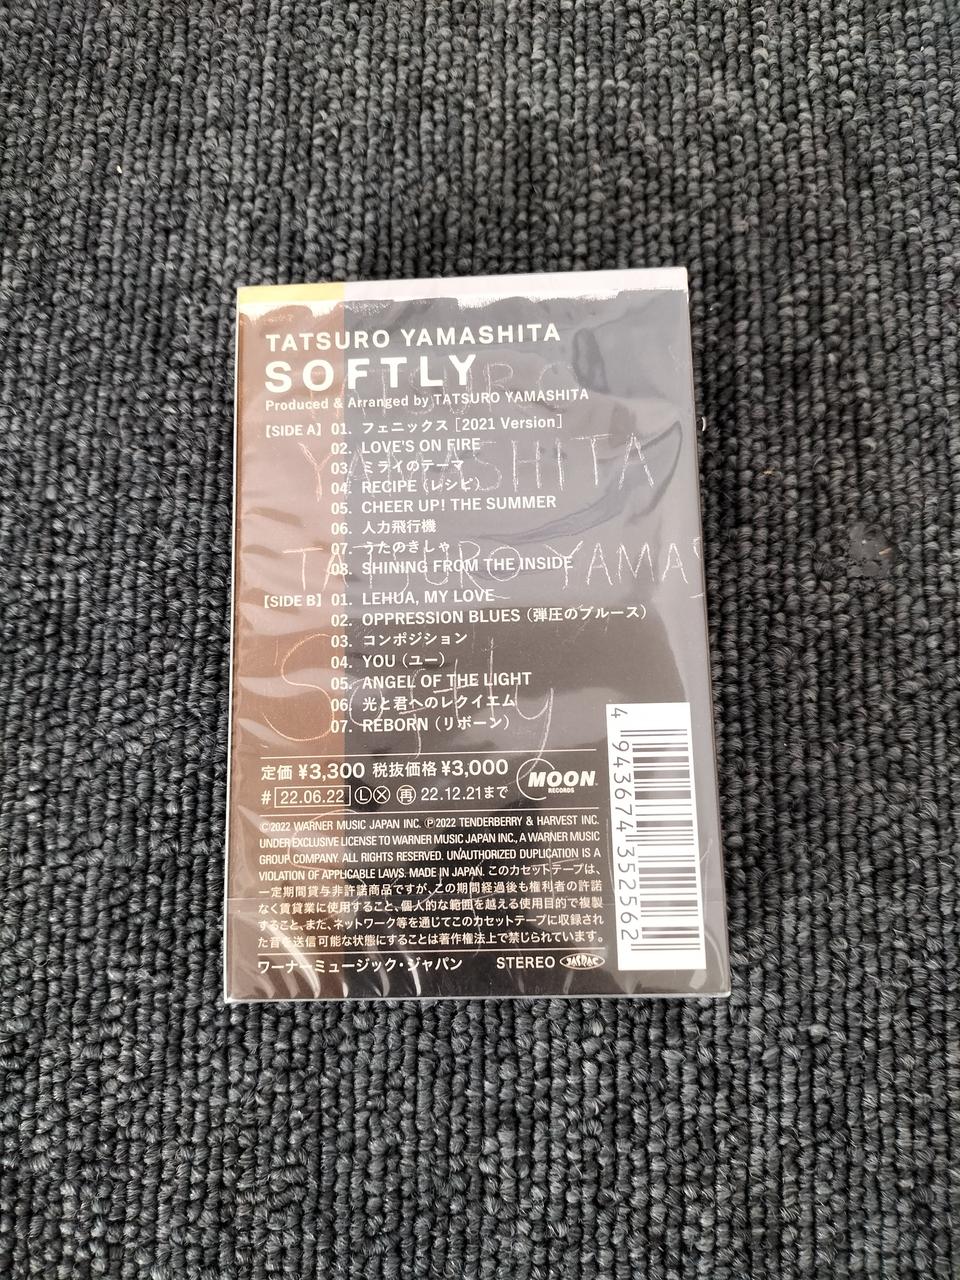 TATSURO YAMASHITA
SOFTLY
Produced & Arranged by TATSURO YAMASHITA
【SIDE A】 01. フェニックス [2021 Version]
02. LOVE'S ON FIRE
03. ミライのテーマ
04. RECIPE (レシピ)
05. CHEER UP! THE SUMMER
06. 人力飛行機
07. うたのきしゃ
08. SHINING FROM THE INSIDE
【SIDE B】 01. LEHUA, MY LOVE
02. OPPRESSION BLUES (弾圧のブルース)
03. コンポジション
04. YOU (ユー)
05. ANGEL OF THE LIGHT
06. 光と君へのレクイエム
07. REBORN (リボーン)
TATSURO
YAMASHITA
TATSURO YAMAS
Softly
定価 ¥3,300 税抜価格 ¥3,000
MOON
RECORDS
# 22.06.22 Ⓛ Ⓧ ㊢ 22.12.21まで
©2022 WARNER MUSIC JAPAN INC. ℗2022 TENDERBERRY & HARVEST INC.
UNDER EXCLUSIVE LICENSE TO WARNER MUSIC JAPAN INC., A WARNER MUSIC
GROUP COMPANY. ALL RIGHTS RESERVED. UNAUTHORIZED DUPLICATION IS A
VIOLATION OF APPLICABLE LAWS. MADE IN JAPAN. このカセットテープは、
一定期間貸与非許諾商品ですが、この期間経過後も権利者の許諾
なく賃貸業に使用すること、個人的な範囲を越える使用目的で複製
すること、また、ネットワーク等を通じてこのカセットテープに収録され
た音を送信可能な状態にすることは著作権法上で禁じられています。
ワーナーミュージック・ジャパン STEREO JASRAC
4 943674 352562